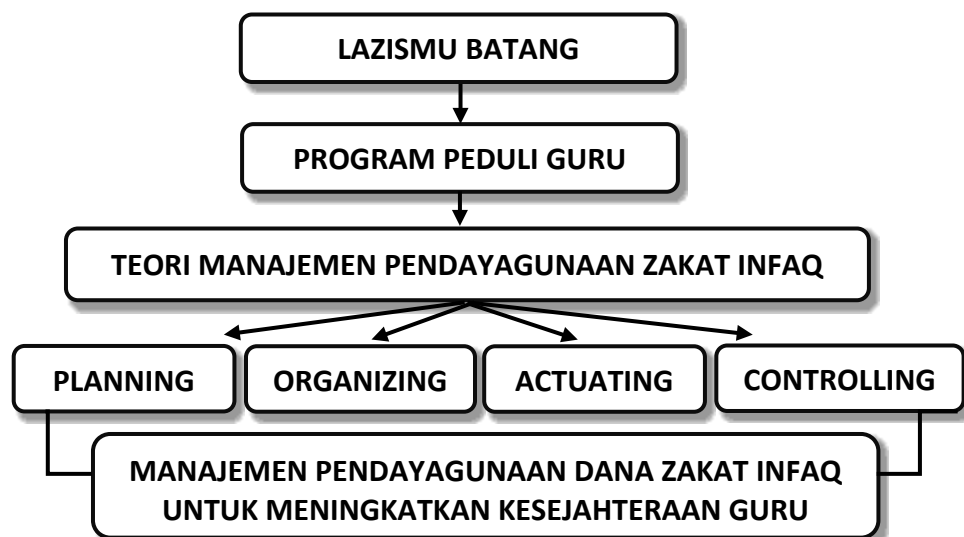 LAZISMU BATANG
PROGRAM PEDULI GURU
TEORI MANAJEMEN PENDAYAGUNAAN ZAKAT INFAQ
PLANNING
ORGANIZING
ACTUATING
CONTROLLING
MANAJEMEN PENDAYAGUNAAN DANA ZAKAT INFAQ
UNTUK MENINGKATKAN KESEJAHTERAAN GURU